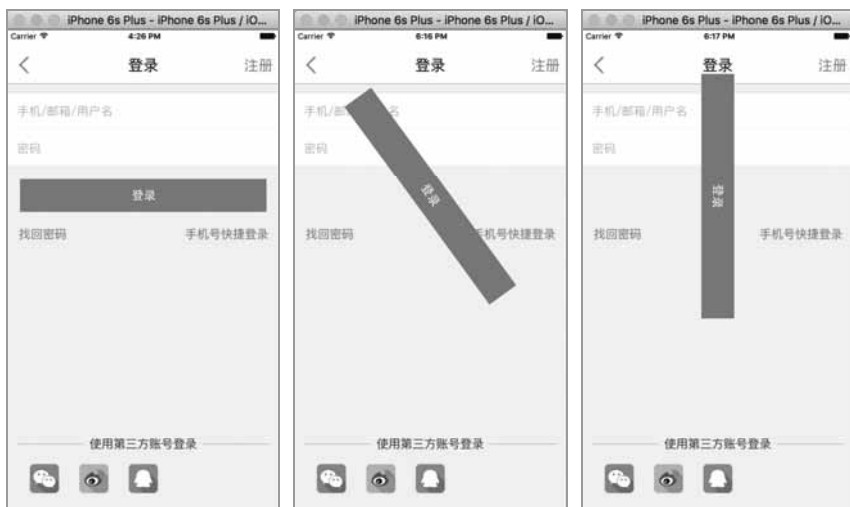 iPhone 6s Plus - iPhone 6s Plus / iO...
Carrier 4:26 PM
登录 注册
手机/邮箱/用户名
密码
登录
找回密码 手机号快捷登录
使用第三方账号登录
iPhone 6s Plus - iPhone 6s Plus / iO...
Carrier 6:16 PM
登录 注册
手机/邮 名
密码
登录
找回密码 手机号快捷登录
使用第三方账号登录
iPhone 6s Plus - iPhone 6s Plus / iO...
Carrier 6:17 PM
登录 注册
手机/邮箱/用户名
密码
登录
找回密码 手机号快捷登录
使用第三方账号登录